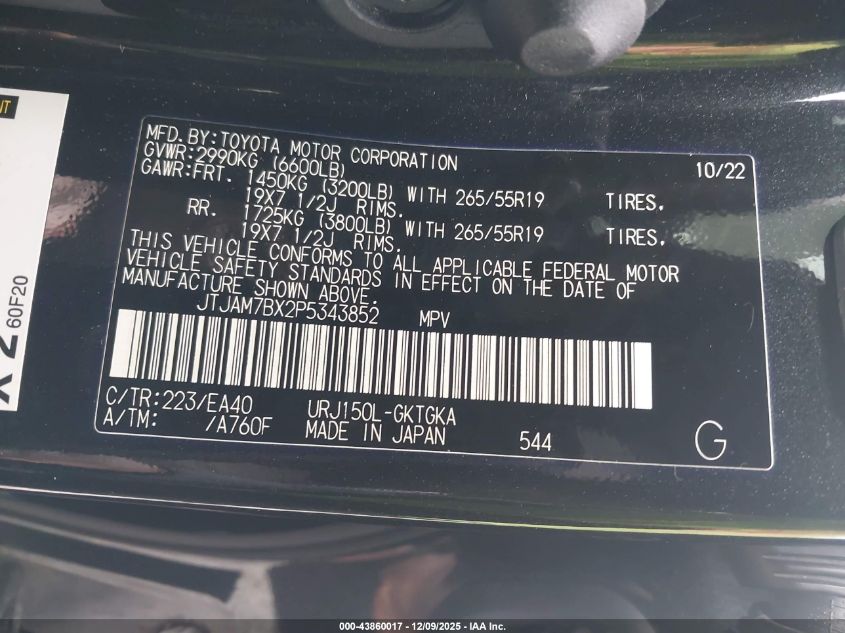 NT
X 2 60F20
MFD. BY:TOYOTA MOTOR CORPORATION 10/22
GVWR:2990KG (6600LB)
GAWR:FRT. 1450KG (3200LB) WITH 265/55R19 TIRES.
19X7 1/2J RIMS.
RR. 1725KG (3800LB) WITH 265/55R19 TIRES.
19X7 1/2J RIMS.
THIS VEHICLE CONFORMS TO ALL APPLICABLE FEDERAL MOTOR
VEHICLE SAFETY STANDARDS IN EFFECT ON THE DATE OF
MANUFACTURE SHOWN ABOVE.
JTJAM7BX2P5343852 MPV
C/TR:223/EA40 URJ150L-GKTGKA
A/TM: /A760F MADE IN JAPAN 544 G
000-43860017 - 12/09/2025 - IAA Inc.